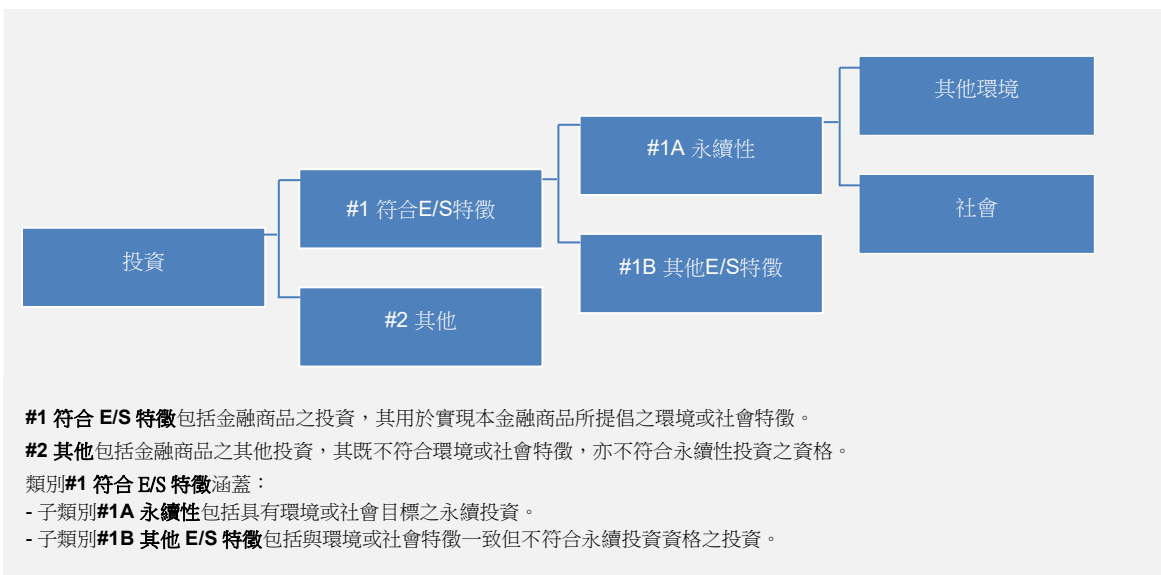 其他環境
#1A 永續性
#1 符合E/S特徵
社會
投資
#1B 其他E/S特徵
#2 其他
#1 符合 E/S 特徵包括金融商品之投資，其用於實現本金融商品所提倡之環境或社會特徵。
#2 其他包括金融商品之其他投資，其既不符合環境或社會特徵，亦不符合永續性投資之資格。
類別#1 符合 E/S 特徵涵蓋：
- 子類別#1A 永續性包括具有環境或社會目標之永續投資。
- 子類別#1B 其他 E/S 特徵包括與環境或社會特徵一致但不符合永續投資資格之投資。